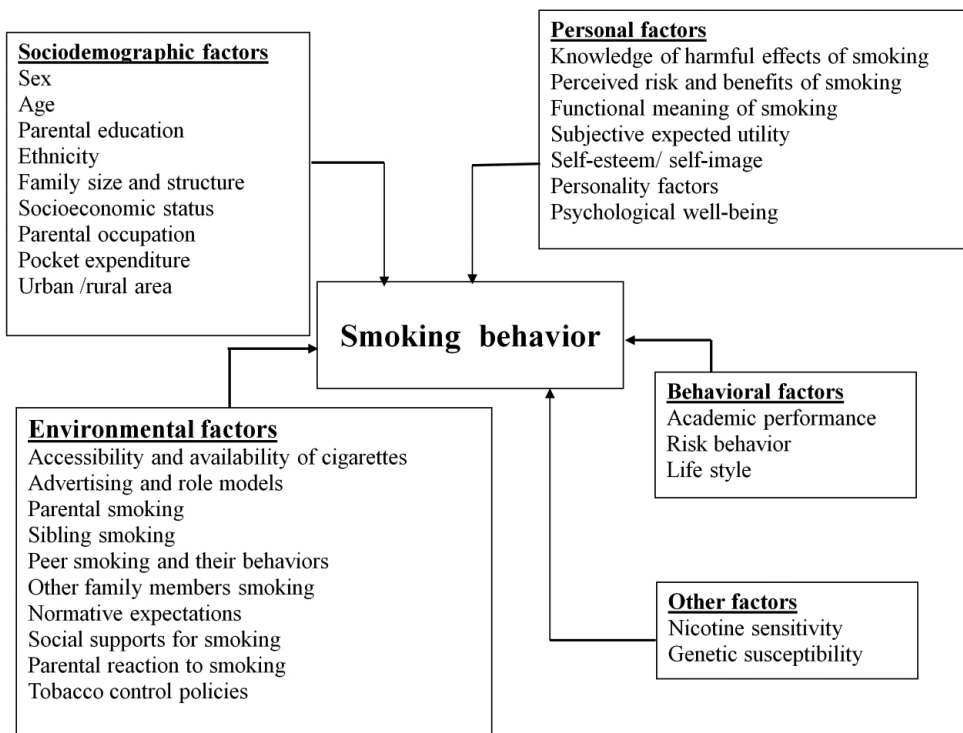 Sociodemographic factors
Sex
Age
Parental education
Ethnicity
Family size and structure
Socioeconomic status
Parental occupation
Pocket expenditure
Urban /rural area
Personal factors
Knowledge of harmful effects of smoking
Perceived risk and benefits of smoking
Functional meaning of smoking
Subjective expected utility
Self-esteem/ self-image
Personality factors
Psychological well-being
Smoking behavior
Environmental factors
Accessibility and availability of cigarettes
Advertising and role models
Parental smoking
Sibling smoking
Peer smoking and their behaviors
Other family members smoking
Normative expectations
Social supports for smoking
Parental reaction to smoking
Tobacco control policies
Behavioral factors
Academic performance
Risk behavior
Life style
Other factors
Nicotine sensitivity
Genetic susceptibility